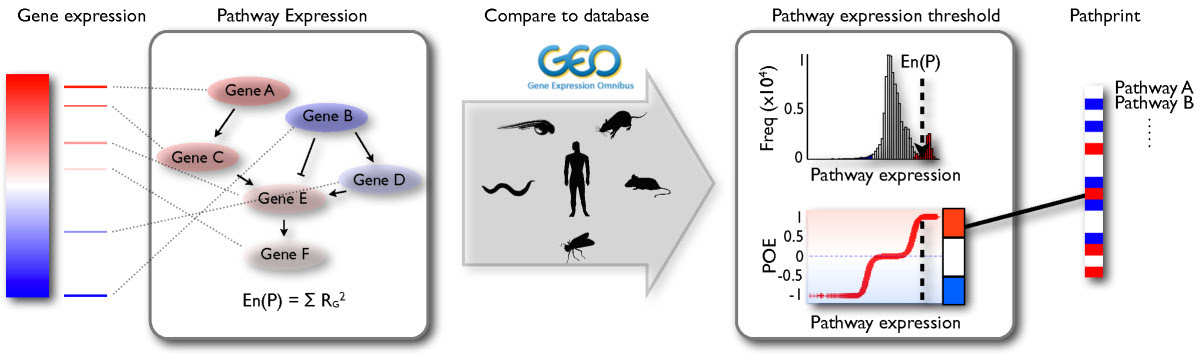 Gene expression
Pathway Expression
Compare to database
Pathway expression threshold
Pathprint
Gene A
Gene B
Gene C
Gene D
Gene E
Gene F
En(P) = Σ R_G²
GEO
Gene Expression Omnibus
En(P)
Freq (x10⁴)
1
0.5
0
Pathway expression
POE
1
0.5
0
-0.5
-1
Pathway expression
Pathway A
Pathway B